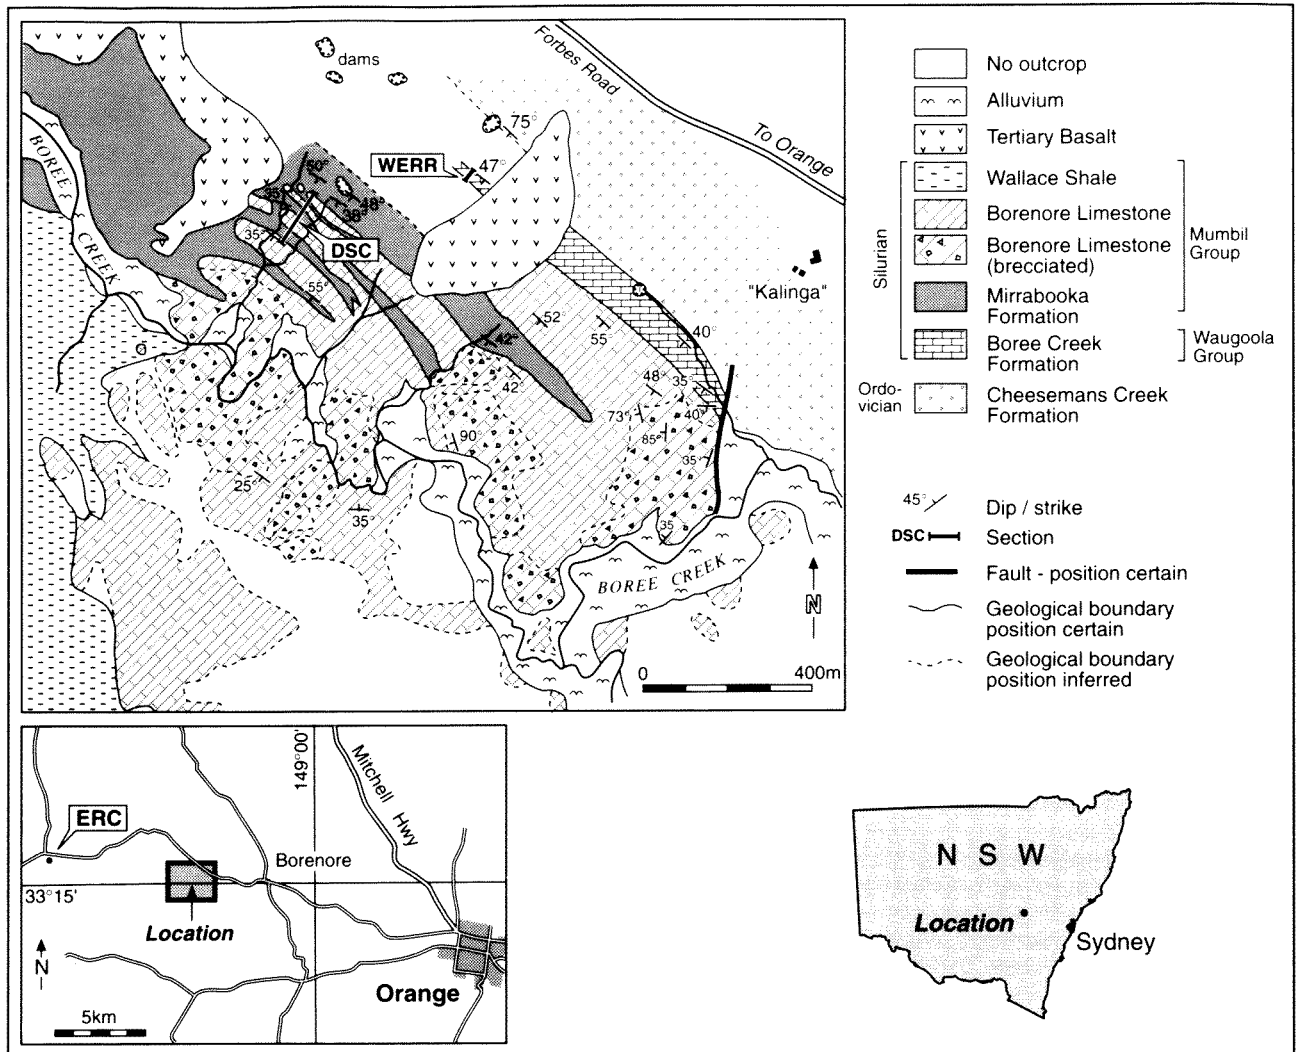 dams
Forbes Road
To Orange
75°
WERR
47°
BOREE CREEK
50°
35°
48°
38°
35°
DSC
55°
"Kalinga"
52°
55
40°
42°
42°
48°
35
73°
40°
85°
90
35°
25°
35°
35
BOREE CREEK
N
0 400m
No outcrop
Alluvium
Tertiary Basalt
Wallace Shale
Borenore Limestone
Borenore Limestone
(brecciated)
Mirrabooka
Formation
Boree Creek
Formation
Cheesemans Creek
Formation
Silurian
Ordo-
vician
Mumbil
Group
Waugoola
Group
45°
Dip / strike
DSC
Section
Fault - position certain
Geological boundary
position certain
Geological boundary
position inferred
149°00'
Mitchell Hwy
ERC
Borenore
33°15'
Location
N
Orange
5km
N S W
Location
Sydney